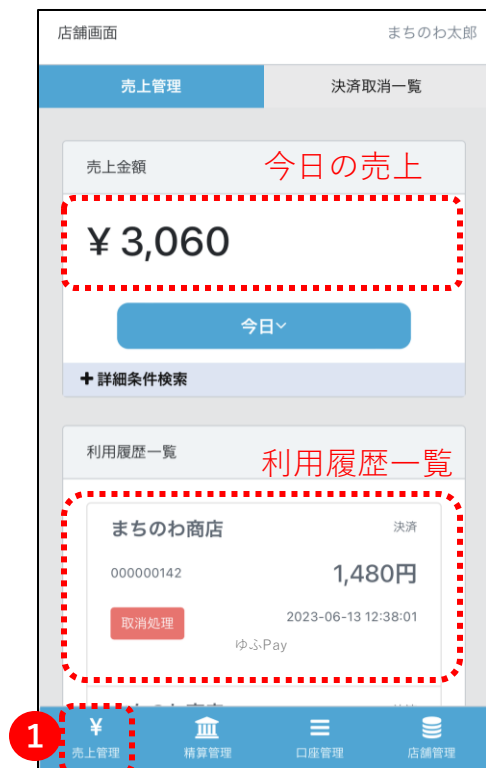 店舗画面 まちのわ太郎
売上管理 決済取消一覧
売上金額 今日の売上
¥ 3,060
今日
+ 詳細条件検索
利用履歴一覧 利用履歴一覧
まちのわ商店 決済
000000142 1,480円
取消処理 2023-06-13 12:38:01
ゆふPay
1 ¥
売上管理 精算管理 口座管理 店舗管理